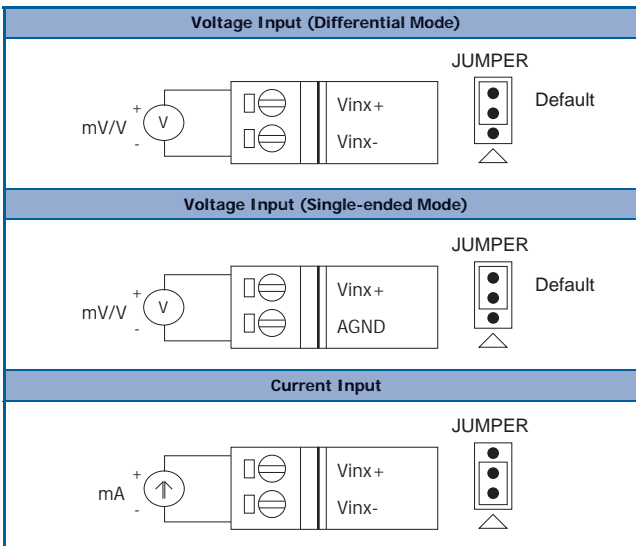 Voltage Input (Differential Mode)
JUMPER
Default
mV/V
+
V
-
Vinx+
Vinx-
Voltage Input (Single-ended Mode)
JUMPER
Default
mV/V
+
V
-
Vinx+
AGND
Current Input
JUMPER
mA
+
-
Vinx+
Vinx-